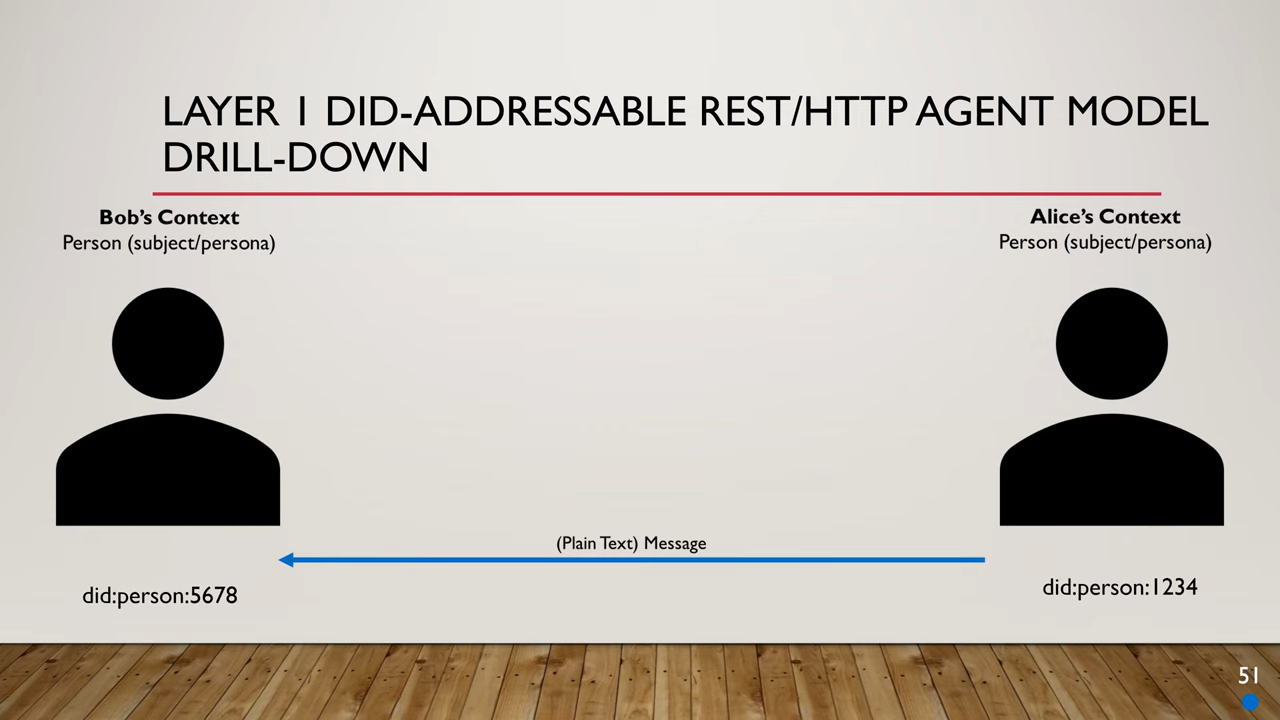 LAYER 1 DID-ADDRESSABLE REST/HTTP AGENT MODEL
DRILL-DOWN
Bob’s Context
Person (subject/persona)
Alice’s Context
Person (subject/persona)
(Plain Text) Message
did:person:5678
did:person:1234
51